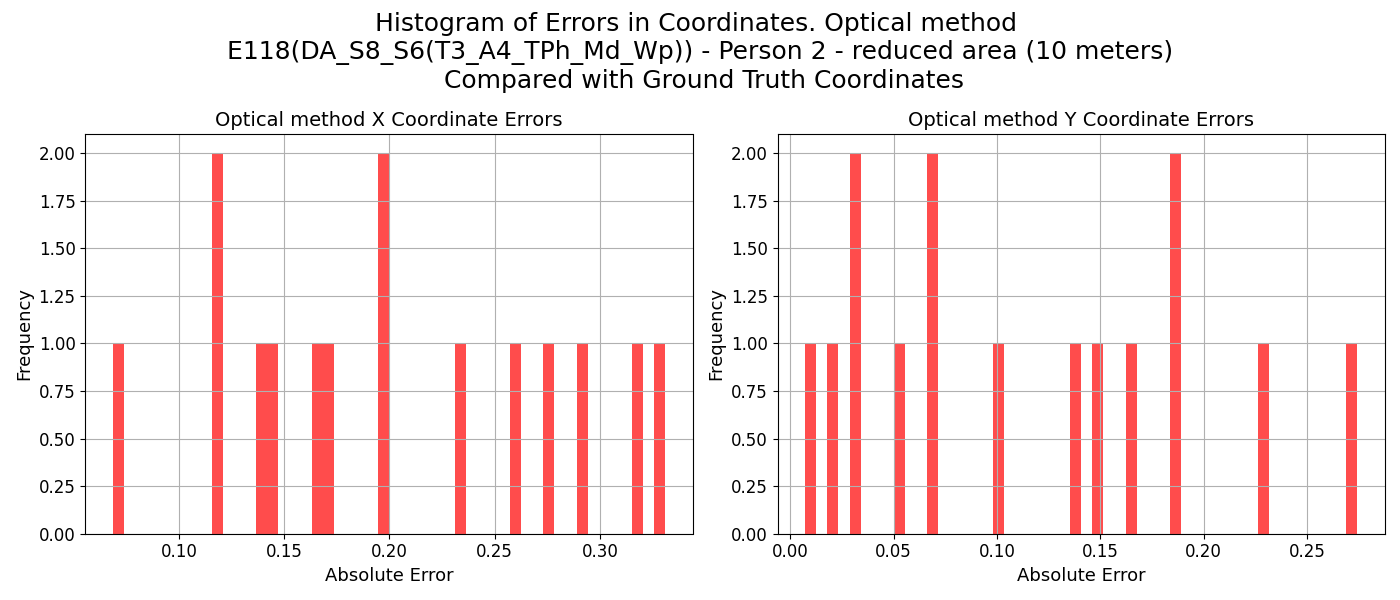 Histogram of Errors in Coordinates. Optical method
E118(DA_S8_S6(T3_A4_TPh_Md_Wp)) - Person 2 - reduced area (10 meters)
Compared with Ground Truth Coordinates
Optical method X Coordinate Errors
2.00
1.75
1.50
1.25
1.00
0.75
0.50
0.25
0.00
Frequency
0.10 0.15 0.20 0.25 0.30
Absolute Error
Optical method Y Coordinate Errors
2.00
1.75
1.50
1.25
1.00
0.75
0.50
0.25
0.00
Frequency
0.00 0.05 0.10 0.15 0.20 0.25
Absolute Error